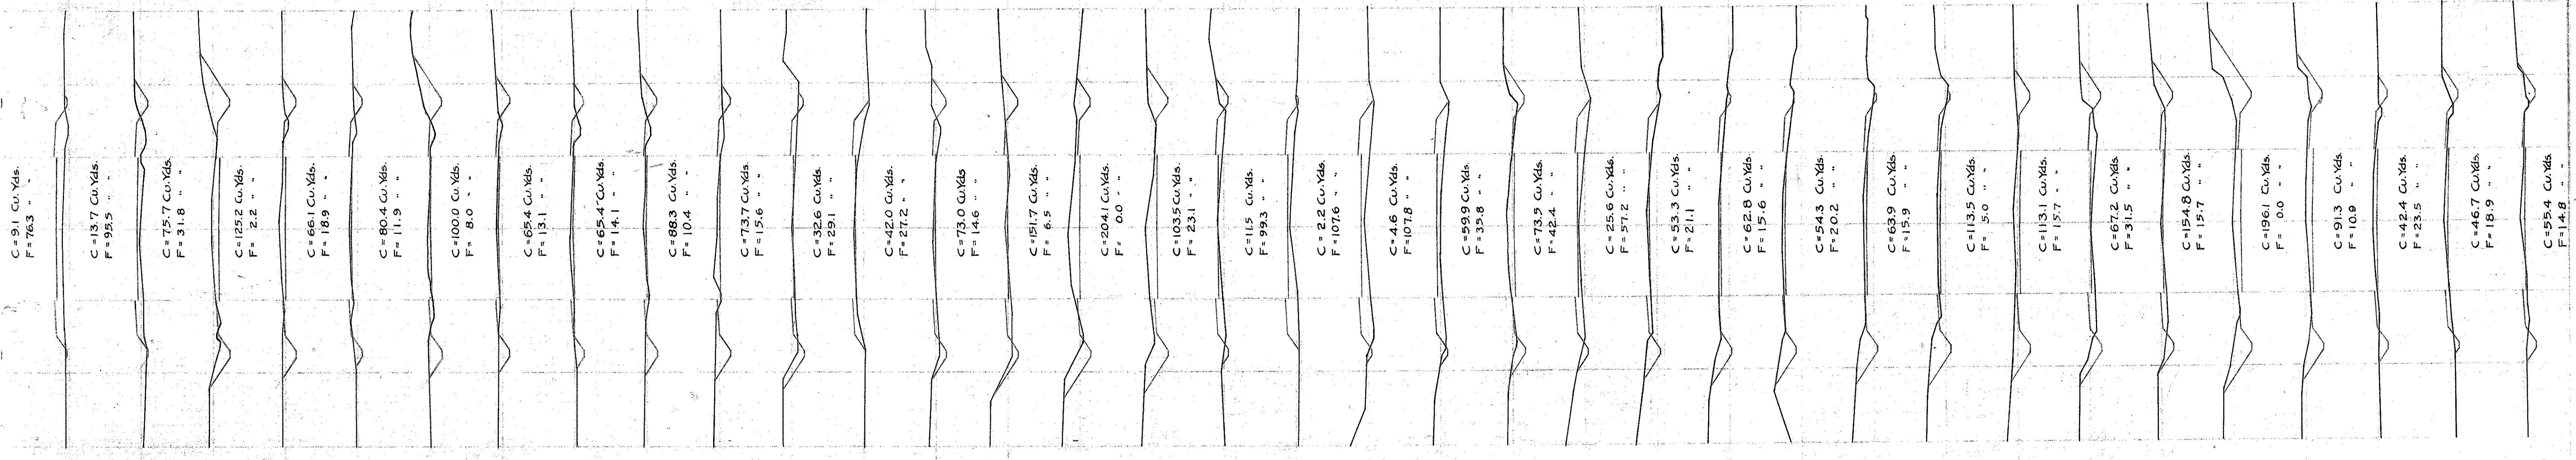 C = 9.1 Cu. Yds.
F = 76.3 " "
C = 13.7 Cu. Yds.
F = 95.5 " "
C = 75.7 Cu. Yds.
F = 31.8 " "
C = 125.2 Cu. Yds.
F = 2.2 " "
C = 66.1 Cu. Yds.
F = 18.9 " "
C = 80.4 Cu. Yds.
F = 11.9 " "
C = 100.0 Cu. Yds.
F = 8.0 " "
C = 65.4 Cu. Yds.
F = 13.1 " "
C = 65.4 Cu. Yds.
F = 14.1 " "
C = 88.3 Cu. Yds.
F = 10.4 " "
C = 73.7 Cu. Yds.
F = 15.6 " "
C = 32.6 Cu. Yds.
F = 29.1 " "
C = 42.0 Cu. Yds.
F = 27.2 " "
C = 73.0 Cu. Yds
F = 14.6 " "
C = 151.7 Cu. Yds.
F = 6.5 " "
C = 204.1 Cu. Yds.
F = 0.0 " "
C = 103.5 Cu. Yds.
F = 23.1 "
C = 11.5 Cu. Yds.
F = 99.3 " "
C = 2.2 Cu. Yds.
F = 107.6 " "
C = 4.6 Cu. Yds.
F = 107.8 " "
C = 59.9 Cu. Yds.
F = 35.8 " "
C = 73.5 Cu. Yds.
F = 42.4 " "
C = 25.6 Cu. Yds.
F = 57.2 " "
C = 53.3 Cu. Yds.
F = 21.1 " "
C = 62.8 Cu. Yds.
F = 15.6 " "
C = 54.3 Cu. Yds.
F = 20.2 " "
C = 63.9 Cu. Yds.
F = 15.9 "
C = 113.5 Cu. Yds.
F = 5.0 " "
C = 113.1 Cu. Yds.
F = 15.7 " "
C = 67.2 Cu. Yds.
F = 31.5 " "
C = 154.8 Cu. Yds.
F = 15.7 " "
C = 196.1 Cu. Yds.
F = 0.0 " "
C = 91.3 Cu. Yds.
F = 10.9 "
C = 42.4 Cu. Yds.
F = 23.5 "
C = 46.7 Cu. Yds.
F = 18.9 " "
C = 55.4 Cu. Yds.
F = 14.8 "